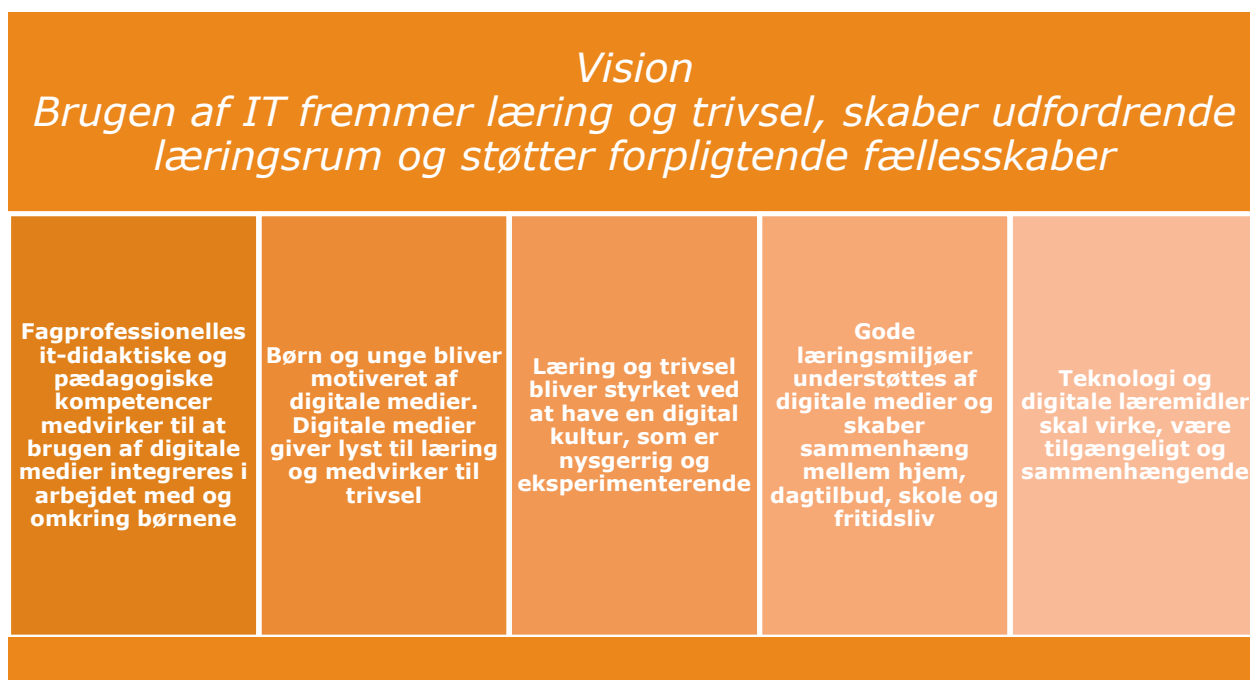 Vision
Brugen af IT fremmer læring og trivsel, skaber udfordrende
læringsrum og støtter forpligtende fællesskaber
Fagprofessionelles
it-didaktiske og
pædagogiske
kompetencer
medvirker til at
brugen af digitale
medier integreres i
arbejdet med og
omkring børnene
Børn og unge bliver
motiveret af
digitale medier.
Digitale medier
giver lyst til læring
og medvirker til
trivsel
Læring og trivsel
bliver styrket ved
at have en digital
kultur, som er
nysgerrig og
eksperimenterende
Gode
læringsmiljøer
understøttes af
digitale medier og
skaber
sammenhæng
mellem hjem,
dagtilbud, skole og
fritidsliv
Teknologi og
digitale læremidler
skal virke, være
tilgængeligt og
sammenhængende